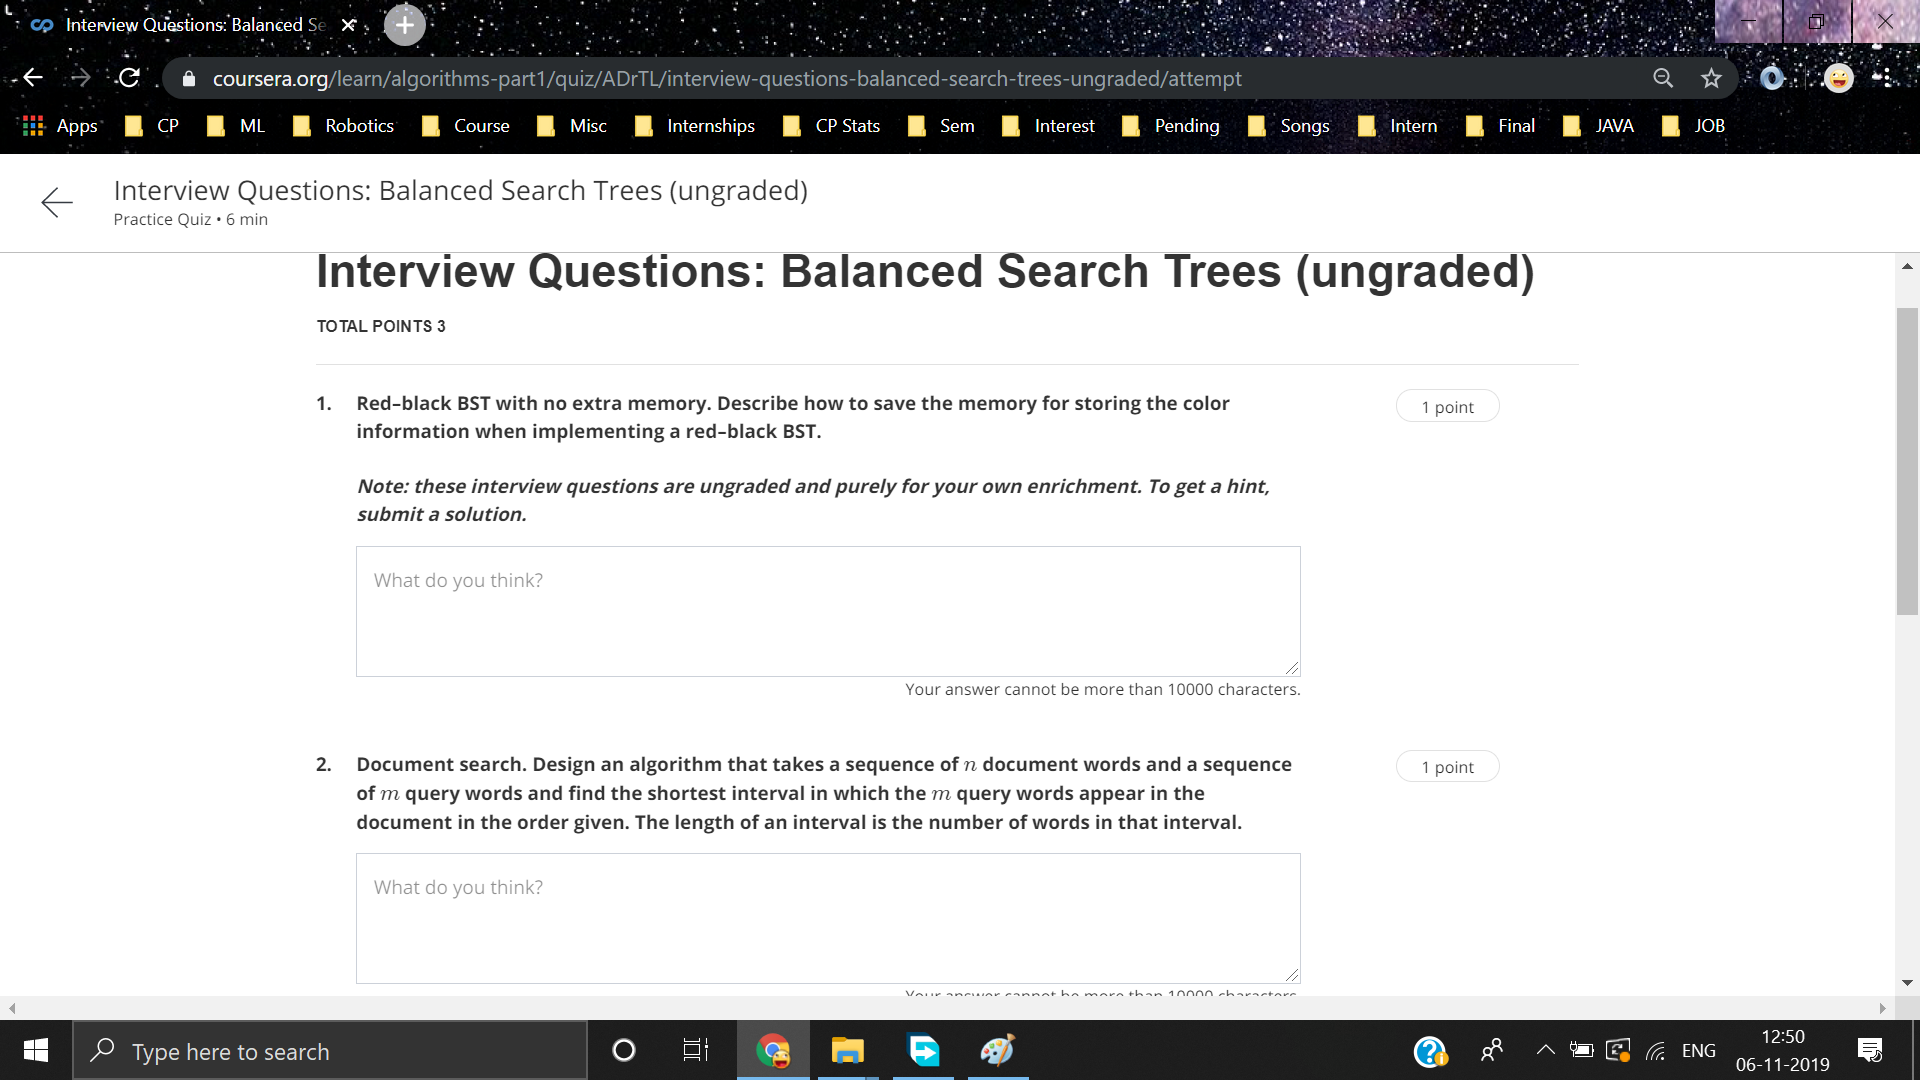 Interview Questions: Balanced Se
coursera.org/learn/algorithms-part1/quiz/ADrTL/interview-questions-balanced-search-trees-ungraded/attempt
Apps CP ML Robotics Course Misc Internships CP Stats Sem Interest Pending Songs Intern Final JAVA JOB
Interview Questions: Balanced Search Trees (ungraded)
Practice Quiz • 6 min
Interview Questions: Balanced Search Trees (ungraded)
TOTAL POINTS 3
1. Red–black BST with no extra memory. Describe how to save the memory for storing the color
information when implementing a red–black BST.
1 point
Note: these interview questions are ungraded and purely for your own enrichment. To get a hint,
submit a solution.
What do you think?
Your answer cannot be more than 10000 characters.
2. Document search. Design an algorithm that takes a sequence of n document words and a sequence
of m query words and find the shortest interval in which the m query words appear in the
document in the order given. The length of an interval is the number of words in that interval.
1 point
What do you think?
Your answer cannot be more than 10000 characters.
Type here to search
ENG
12:50
06-11-2019